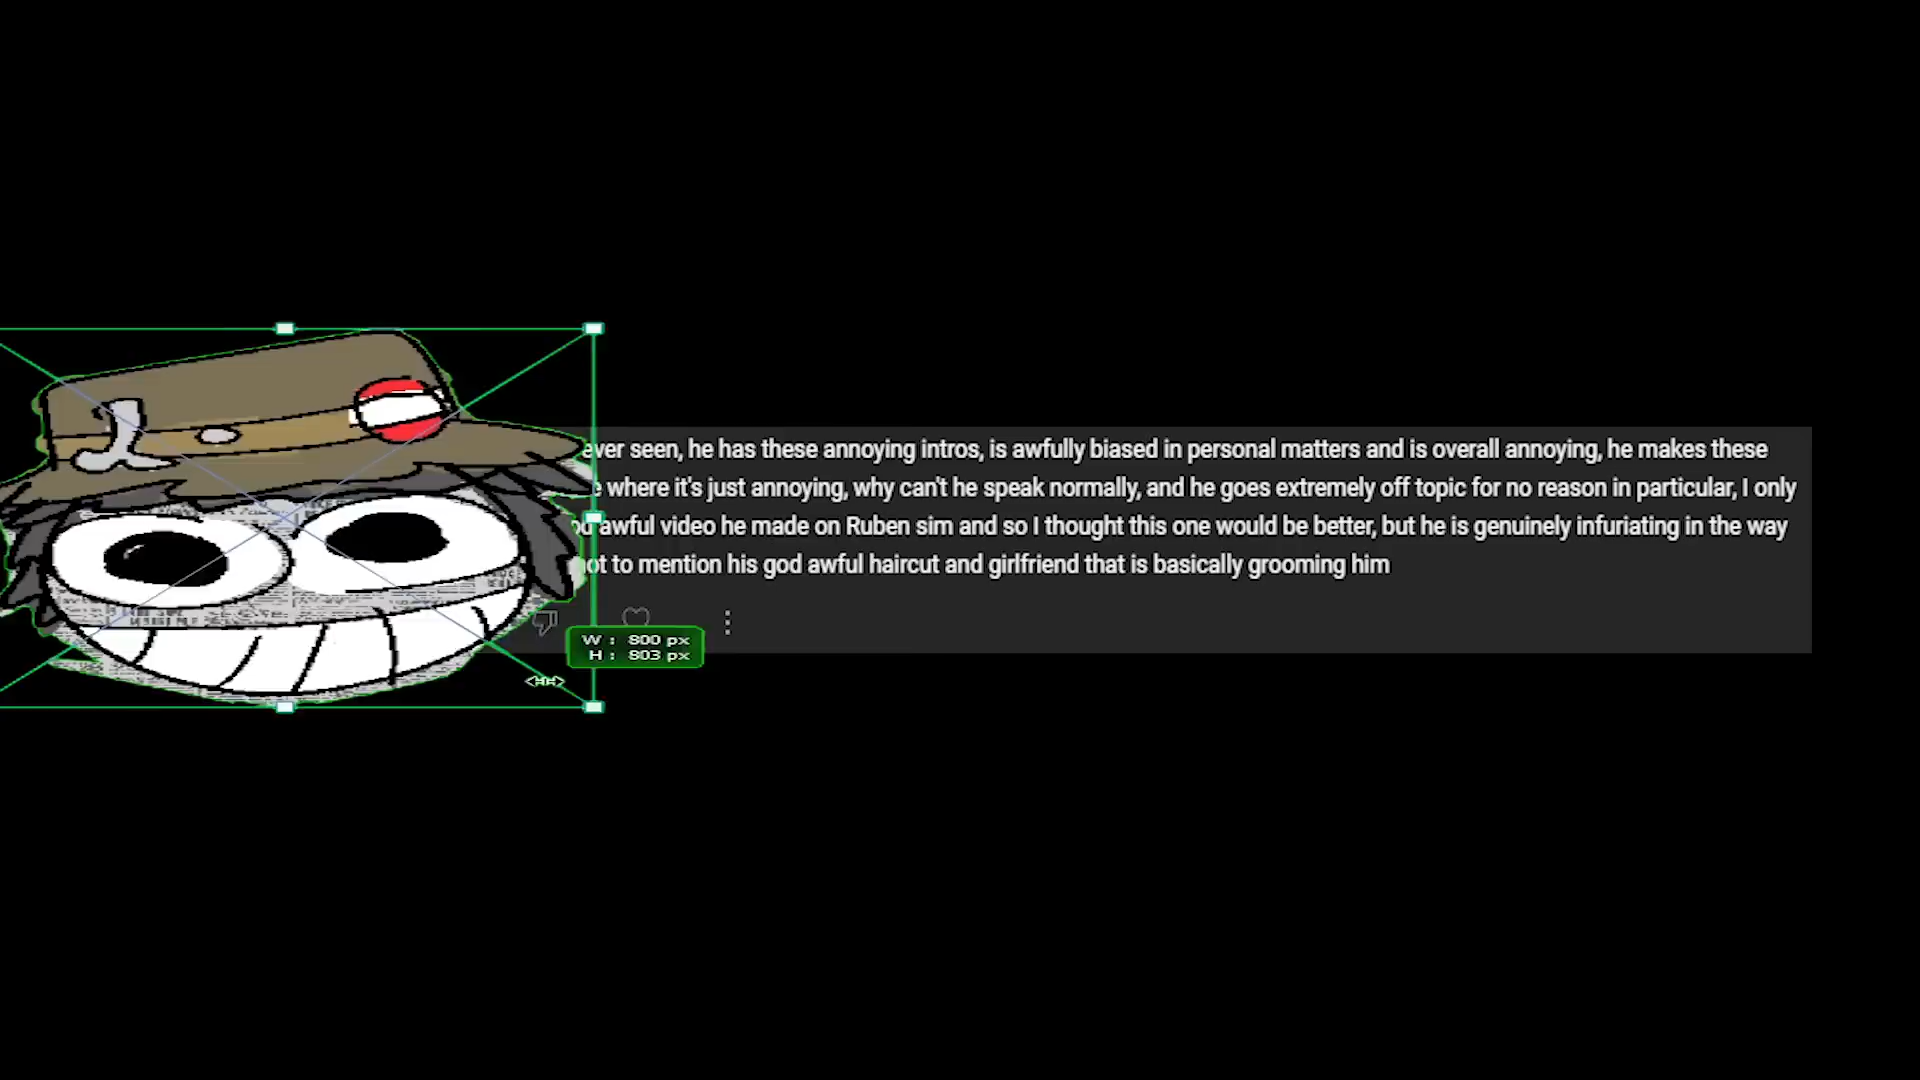 ever seen, he has these annoying intros, is awfully biased in personal matters and is overall annoying, he makes these
where it's just annoying, why can't he speak normally, and he goes extremely off topic for no reason in particular, I only
awful video he made on Ruben sim and so I thought this one would be better, but he is genuinely infuriating in the way
not to mention his god awful haircut and girlfriend that is basically grooming him
W : 800 px
H : 803 px